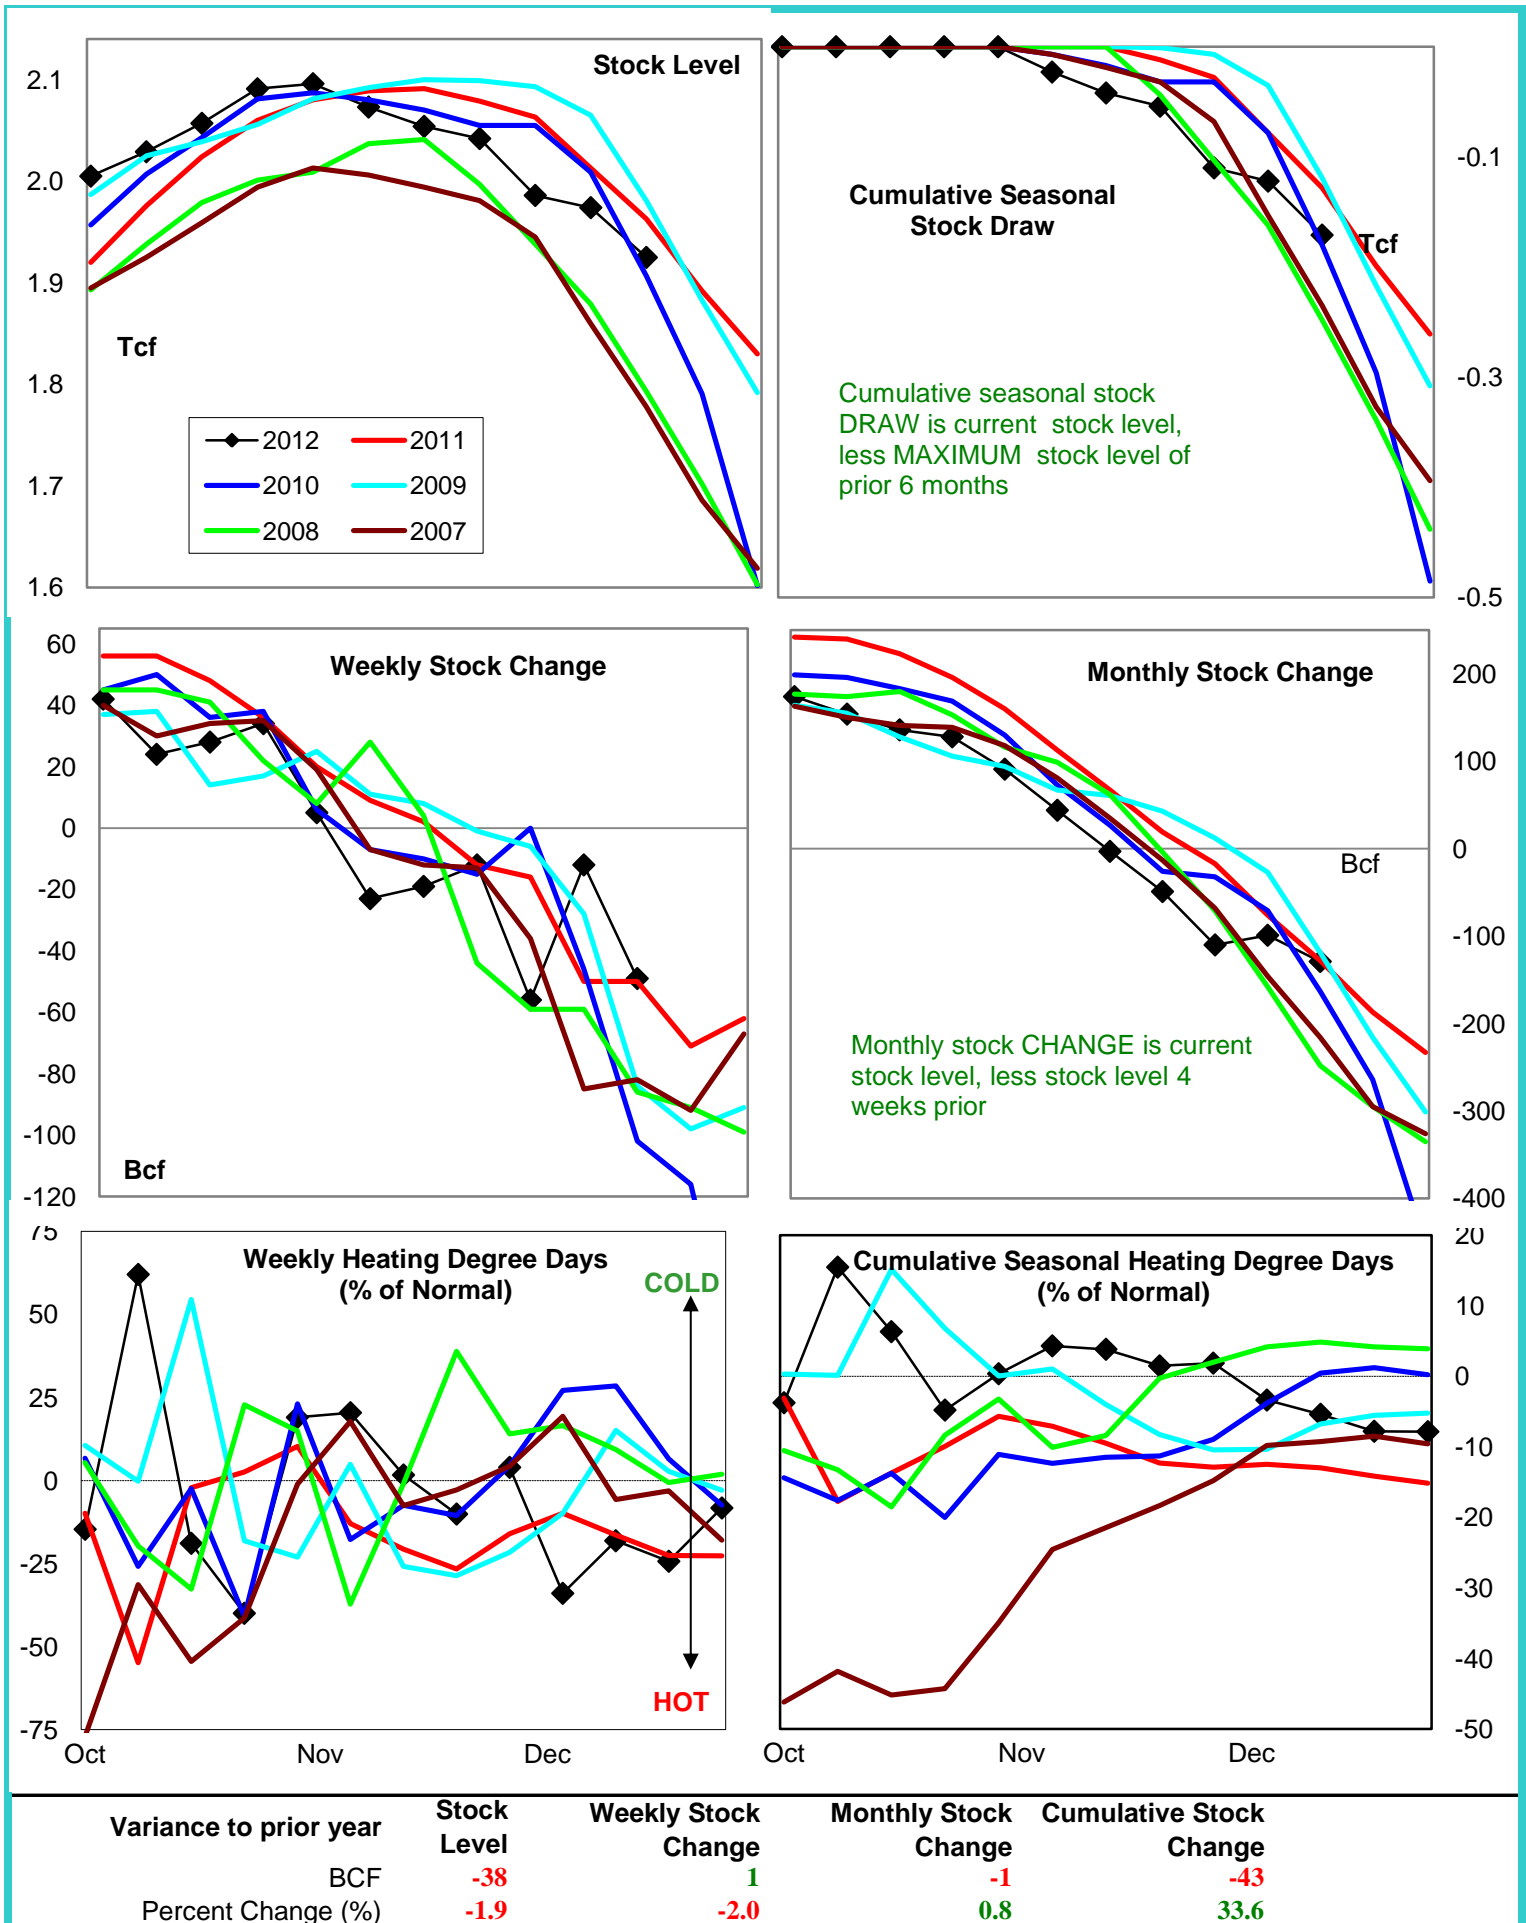 Stock Level
2.1
2.0
1.9
1.8
1.7
1.6
Tcf
2012
2011
2010
2009
2008
2007
Cumulative Seasonal
Stock Draw
Tcf
-0.1
-0.3
-0.5
Cumulative seasonal stock
DRAW is current stock level,
less MAXIMUM stock level of
prior 6 months
Weekly Stock Change
60
40
20
0
-20
-40
-60
-80
-100
-120
Bcf
Monthly Stock Change
200
100
0
-100
-200
-300
-400
Bcf
Monthly stock CHANGE is current
stock level, less stock level 4
weeks prior
Weekly Heating Degree Days
(% of Normal)
75
50
25
0
-25
-50
-75
COLD
HOT
Oct
Nov
Dec
Cumulative Seasonal Heating Degree Days
(% of Normal)
20
10
0
-10
-20
-30
-40
-50
Oct
Nov
Dec
Variance to prior year
Stock
Level
Weekly Stock
Change
Monthly Stock
Change
Cumulative Stock
Change
BCF -38 1 -1 -43
Percent Change (%) -1.9 -2.0 0.8 33.6